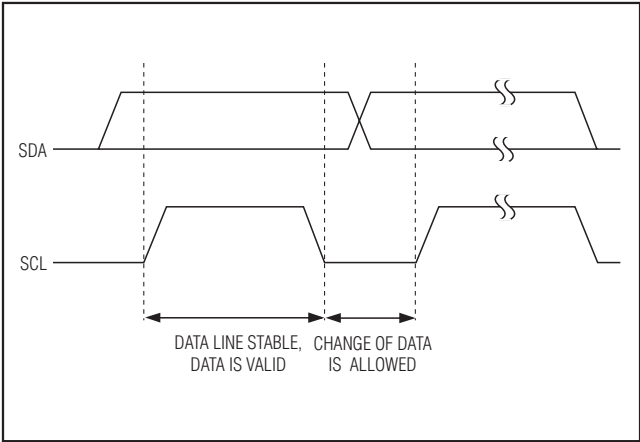 SDA
SCL
DATA LINE STABLE,
DATA IS VALID
CHANGE OF DATA
IS ALLOWED